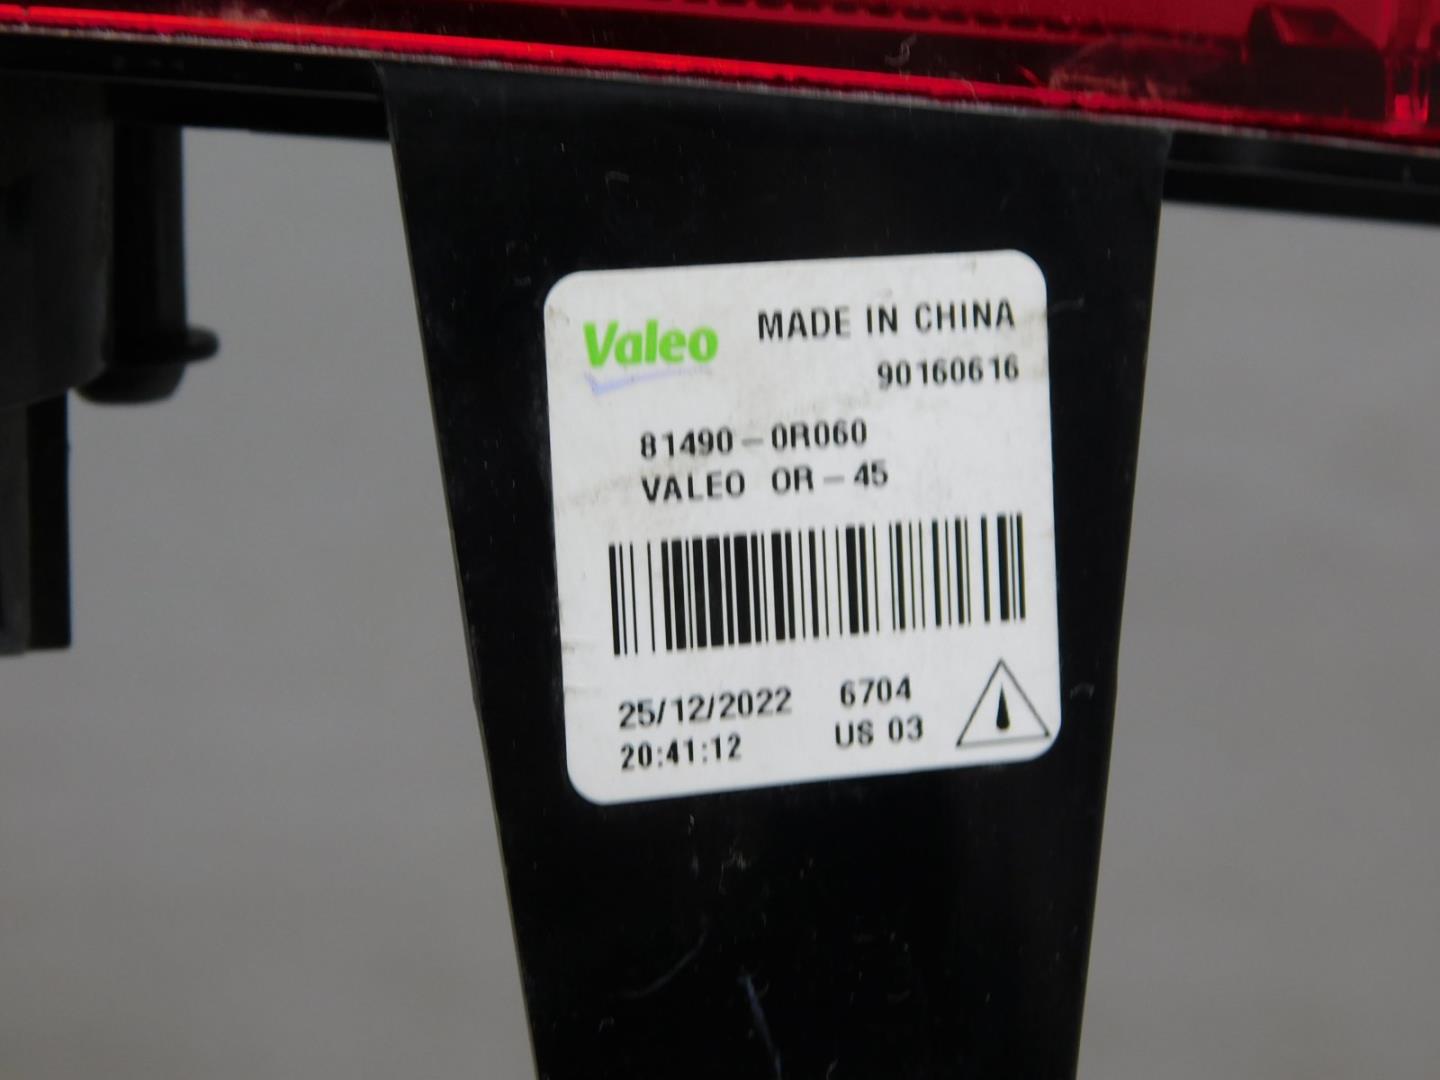 Valeo MADE IN CHINA
90160616
81490-0R060
VALEO OR-45
25/12/2022 6704
20:41:12 US 03